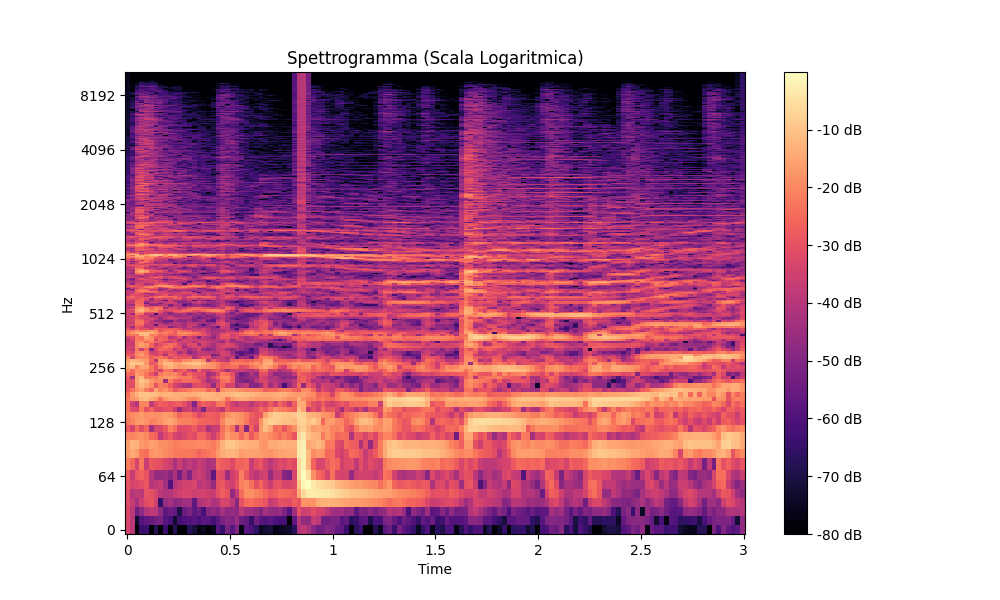 Spettrogramma (Scala Logaritmica)
8192
4096
2048
1024
512
256
128
64
0
Hz
0 0.5 1 1.5 2 2.5 3
Time
-10 dB
-20 dB
-30 dB
-40 dB
-50 dB
-60 dB
-70 dB
-80 dB